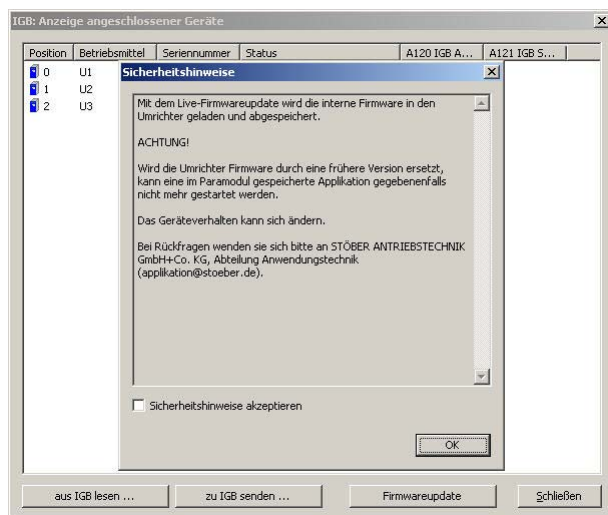 IGB: Anzeige angeschlossener Geräte
Position Betriebsmittel Seriennummer Status A120 IGB A... A121 IGB S...
0 U1
1 U2
2 U3
Sicherheitshinweise
Mit dem Live-Firmwareupdate wird die interne Firmware in den
Umrichter geladen und abgespeichert.
ACHTUNG!
Wird die Umrichter Firmware durch eine frühere Version ersetzt,
kann eine im Paramodul gespeicherte Applikation gegebenenfalls
nicht mehr gestartet werden.
Das Geräteverhalten kann sich ändern.
Bei Rückfragen wenden sie sich bitte an STÖBER ANTRIEBSTECHNIK
GmbH+Co. KG, Abteilung Anwendungstechnik
(applikation@stoeber.de).
Sicherheitshinweise akzeptieren
OK
aus IGB lesen ... zu IGB senden ... Firmwareupdate Schließen